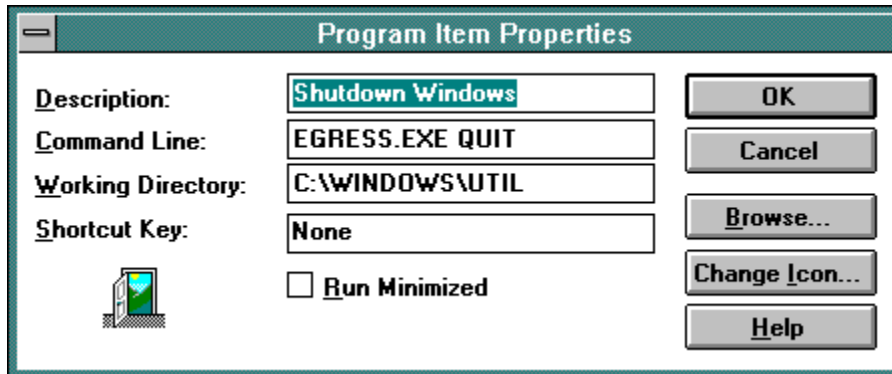 Program Item Properties
Description: Shutdown Windows OK
Command Line: EGRESS.EXE QUIT Cancel
Working Directory: C:\WINDOWS\UTIL
Shortcut Key: None Browse...
Run Minimized Change Icon...
Help